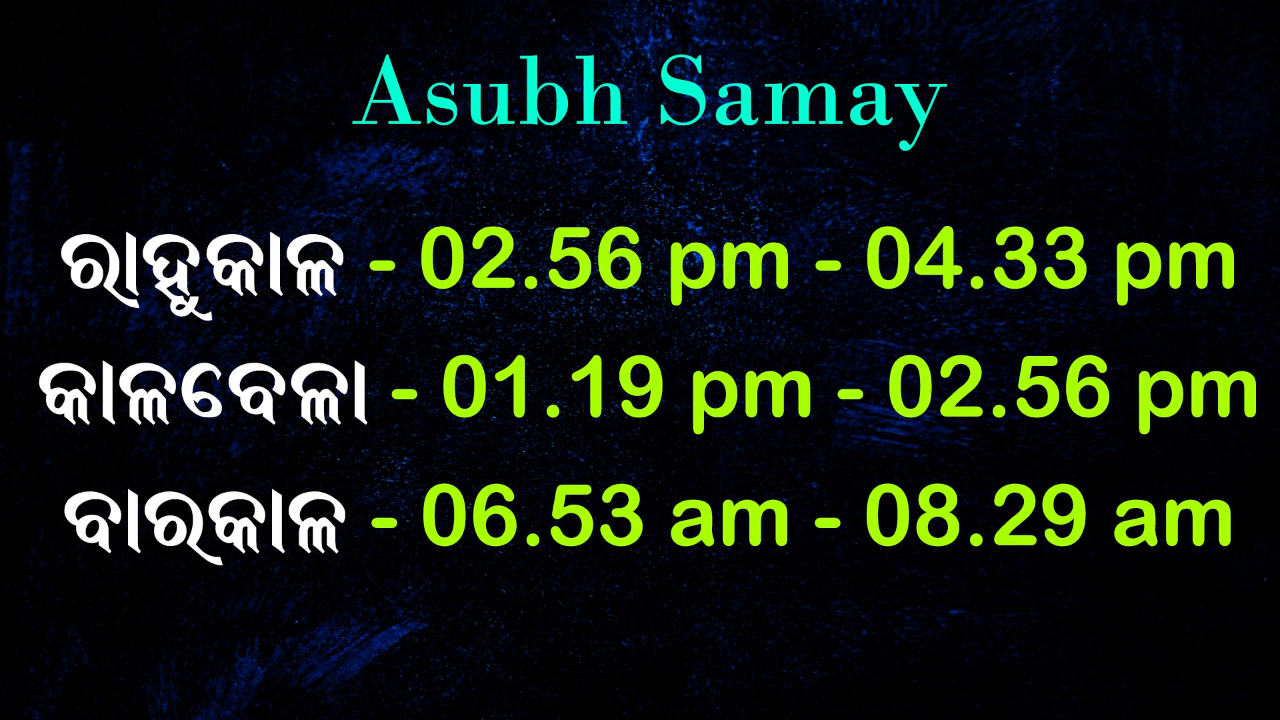 Asubh Samay
ରାହୁକାଳ - 02.56 pm - 04.33 pm
କାଳବେଳା - 01.19 pm - 02.56 pm
ବାରକାଳ - 06.53 am - 08.29 am